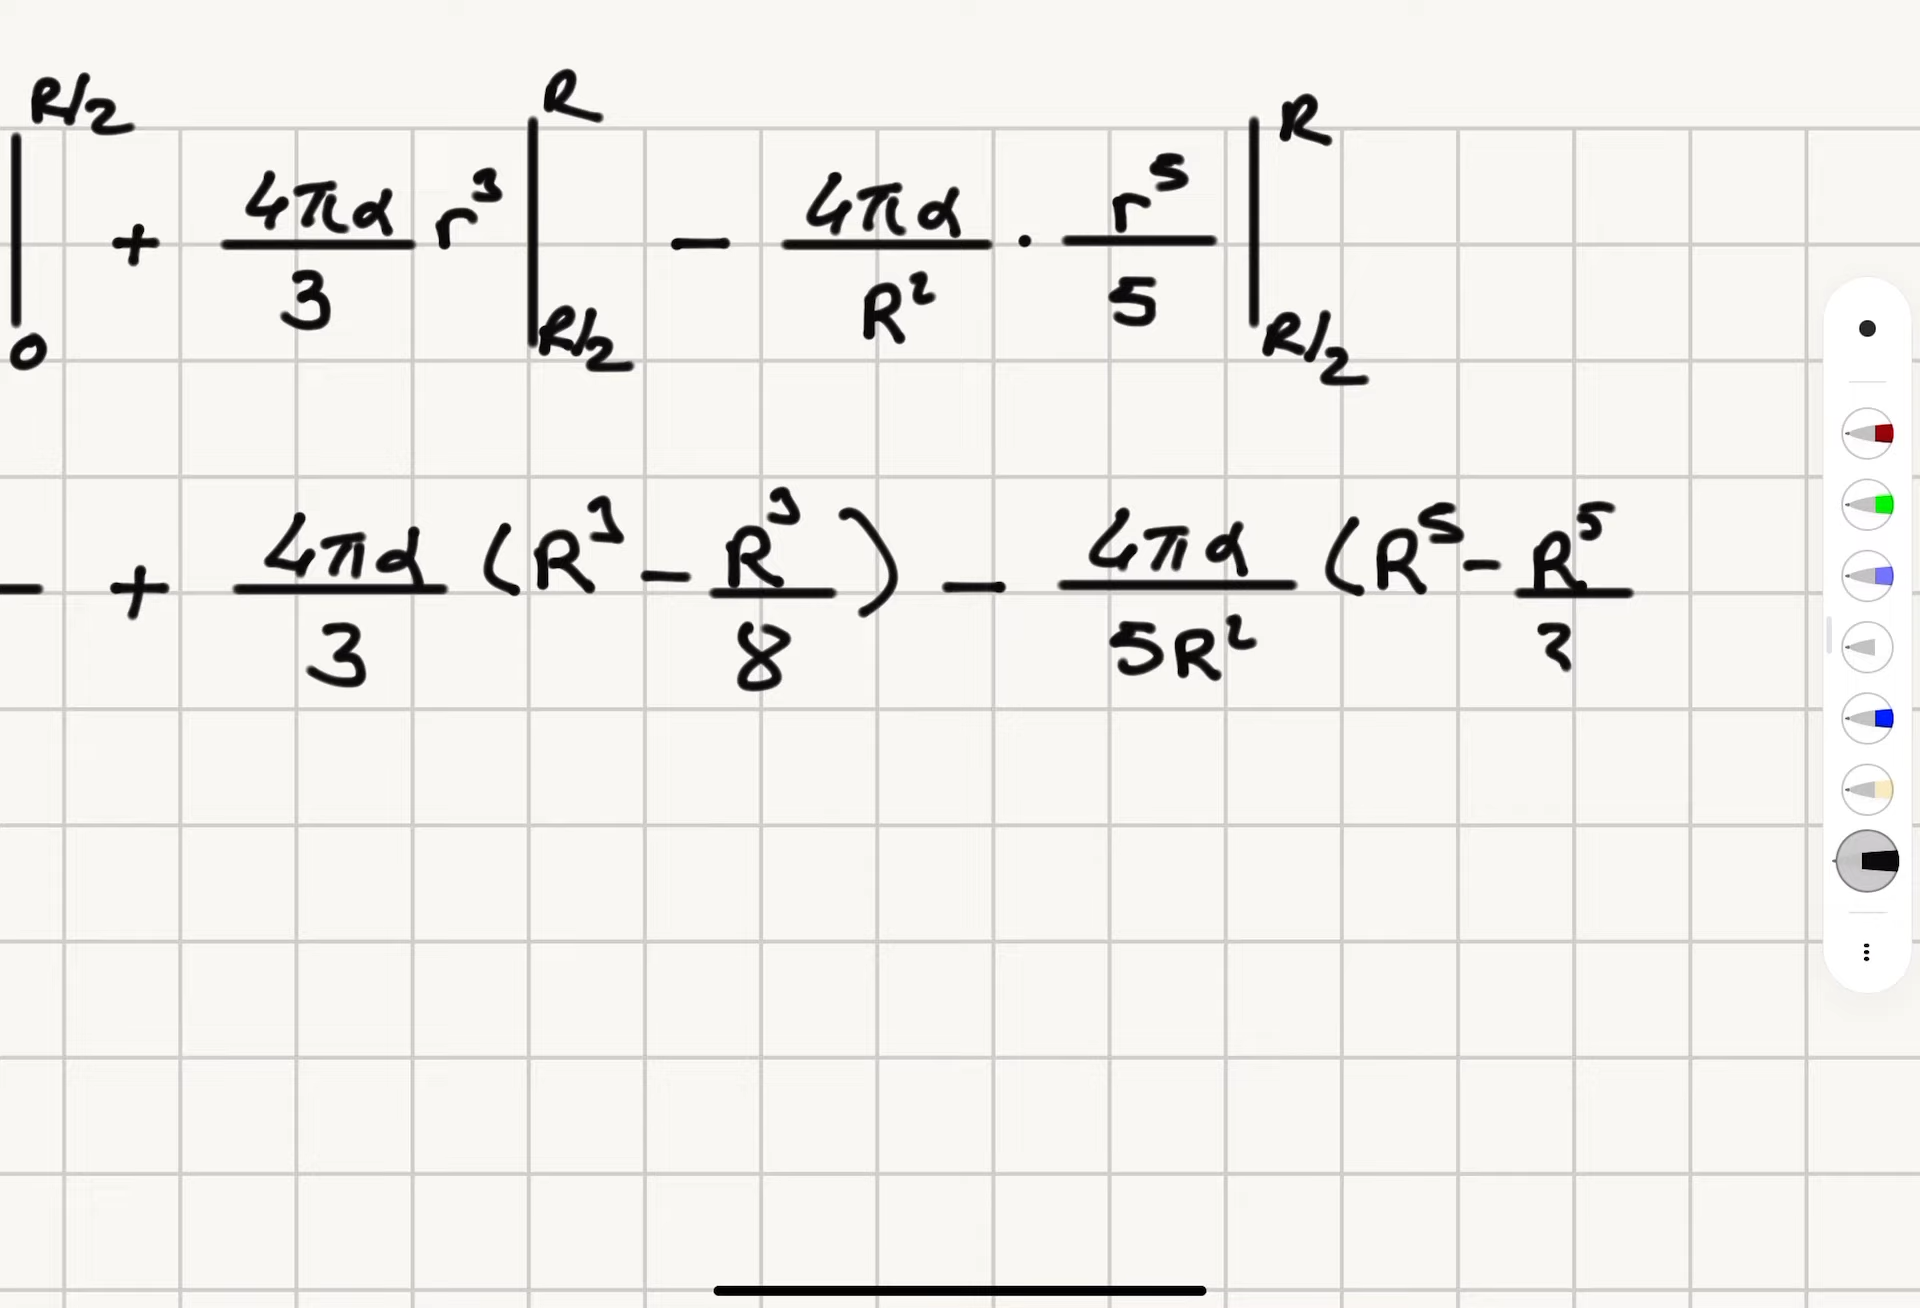 |₀^{R/2} + 4πα/3 r³ |_{R/2}^{R} − 4πα/R² · r⁵/5 |_{R/2}^{R}
− + 4πα/3 (R³ − R³/8) − 4πα/5R² (R⁵ − R⁵/3